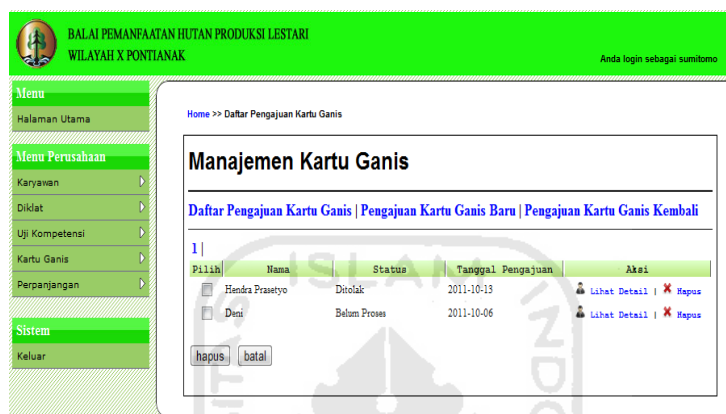 BALAI PEMANFAATAN HUTAN PRODUKSI LESTARI
WILAYAH X PONTIANAK
Anda login sebagai sumitomo
Menu
Halaman Utama
Menu Perusahaan
Karyawan
Diklat
Uji Kompetensi
Kartu Ganis
Perpanjangan
Sistem
Keluar
Home >> Daftar Pengajuan Kartu Ganis
Manajemen Kartu Ganis
Daftar Pengajuan Kartu Ganis | Pengajuan Kartu Ganis Baru | Pengajuan Kartu Ganis Kembali
1 |
Pilih Nama Status Tanggal Pengajuan Aksi
Hendra Prasetyo Ditolak 2011-10-13 Lihat Detail | Hapus
Deni Belum Proses 2011-10-06 Lihat Detail | Hapus
hapus batal
ISLAM